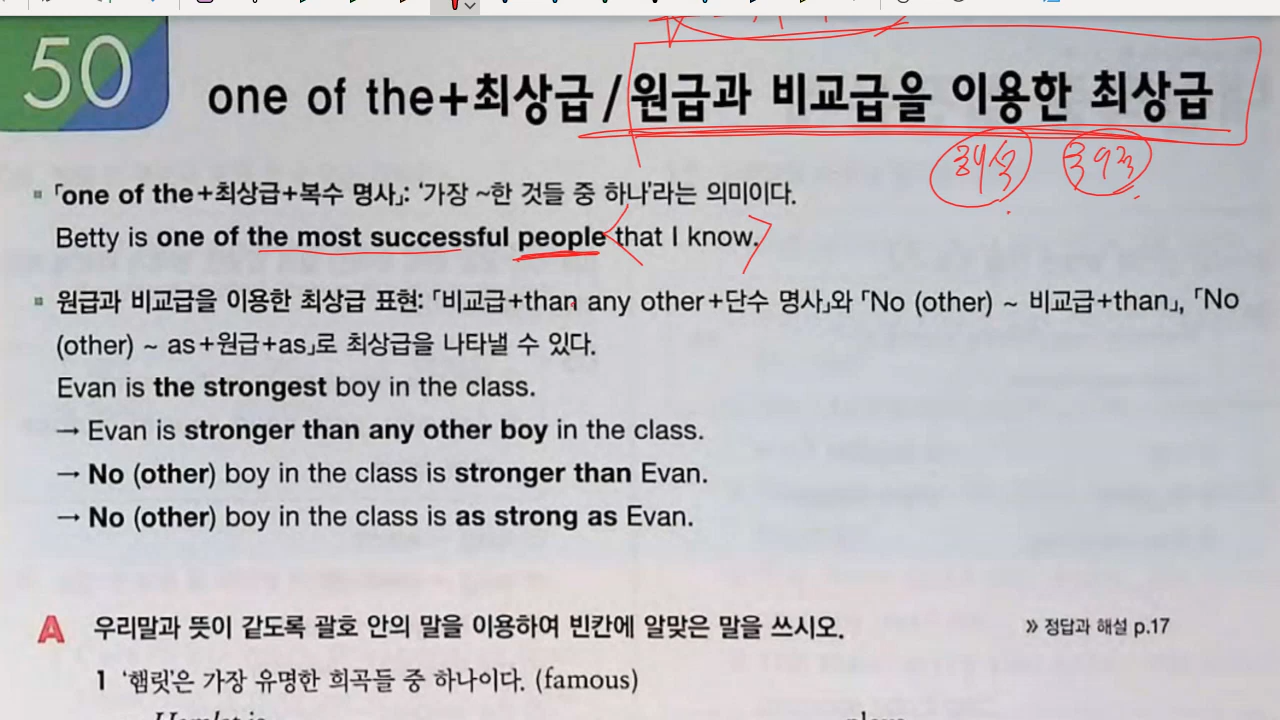 50
one of the+최상급/원급과 비교급을 이용한 최상급
해석
「one of the+최상급+복수 명사」: '가장 ~한 것들 중 하나'라는 의미이다.
Betty is one of the most successful people that I know.
원급과 비교급을 이용한 최상급 표현: 「비교급+than any other+단수 명사」와 「No (other) ~ 비교급+than」, 「No
(other) ~ as+원급+as」로 최상급을 나타낼 수 있다.
Evan is the strongest boy in the class.
→ Evan is stronger than any other boy in the class.
→ No (other) boy in the class is stronger than Evan.
→ No (other) boy in the class is as strong as Evan.
A 우리말과 뜻이 같도록 괄호 안의 말을 이용하여 빈칸에 알맞은 말을 쓰시오.
» 정답과 해설 p.17
1 '햄릿'은 가장 유명한 희곡들 중 하나이다. (famous)
Hamlet is plays